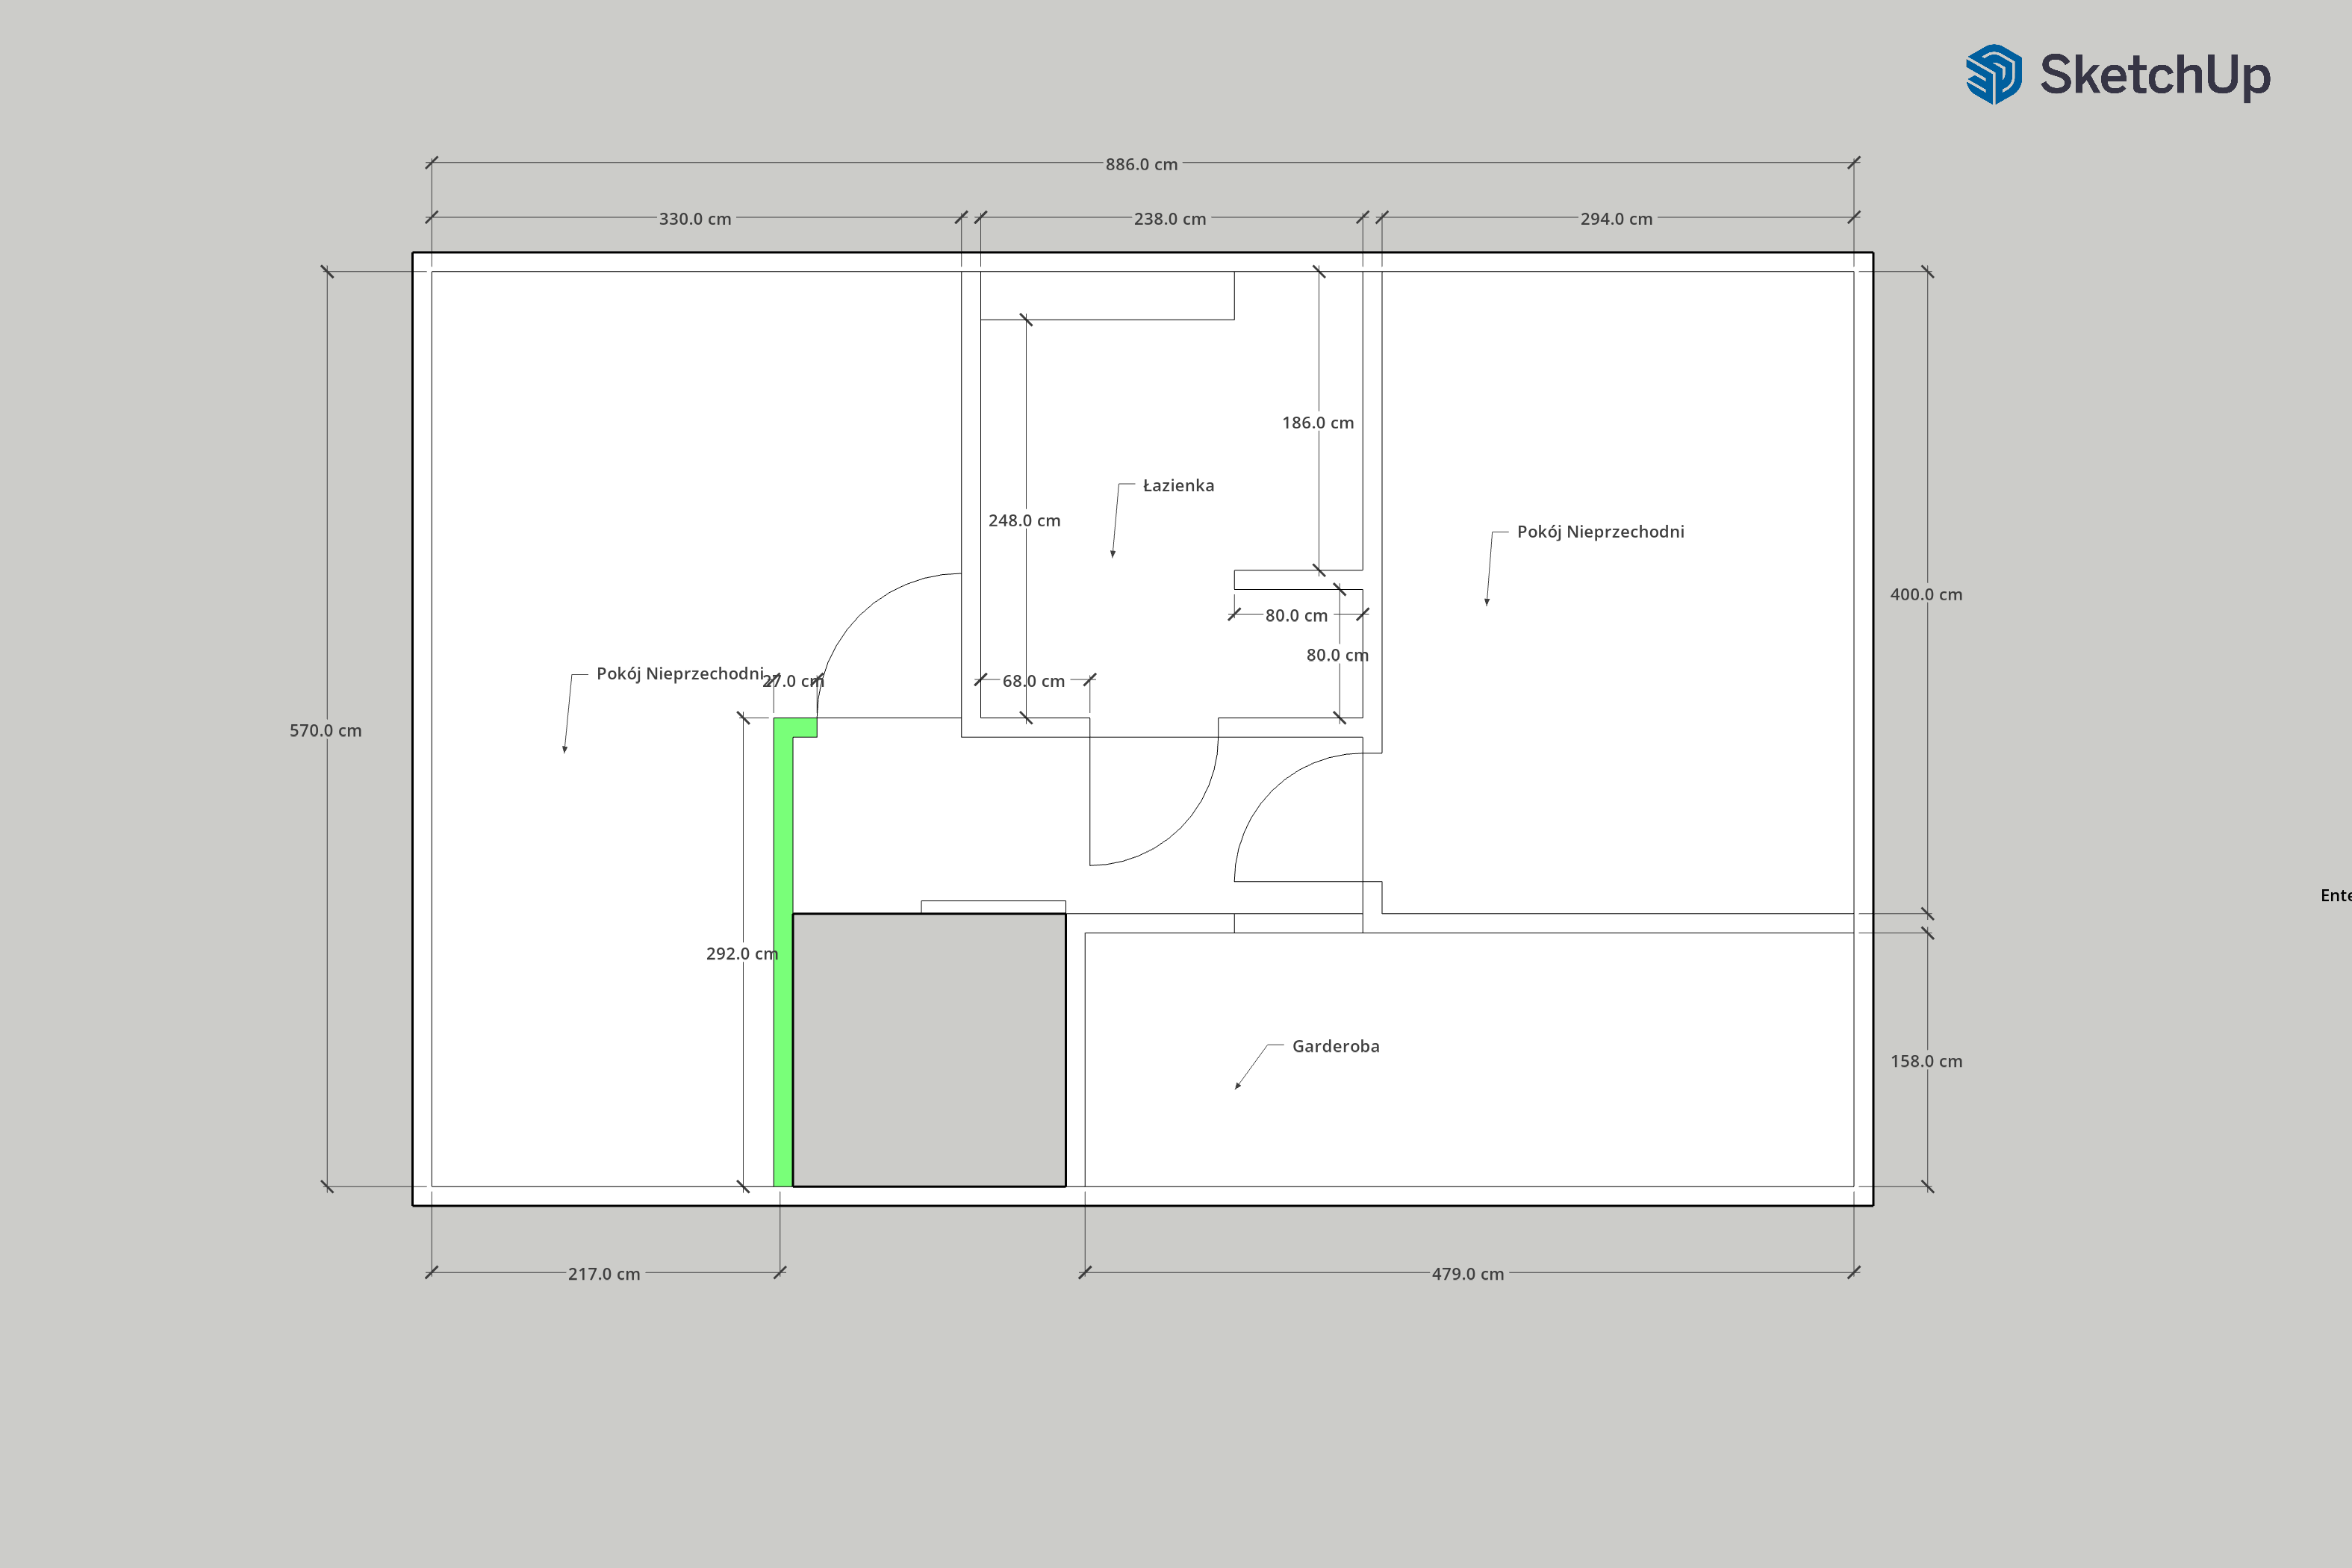 SketchUp
886.0 cm
330.0 cm
238.0 cm
294.0 cm
186.0 cm
Łazienka
248.0 cm
Pokój Nieprzechodni
400.0 cm
80.0 cm
80.0 cm
Pokój Nieprzechodni
27.0 cm
68.0 cm
570.0 cm
Ente
292.0 cm
Garderoba
158.0 cm
217.0 cm
479.0 cm